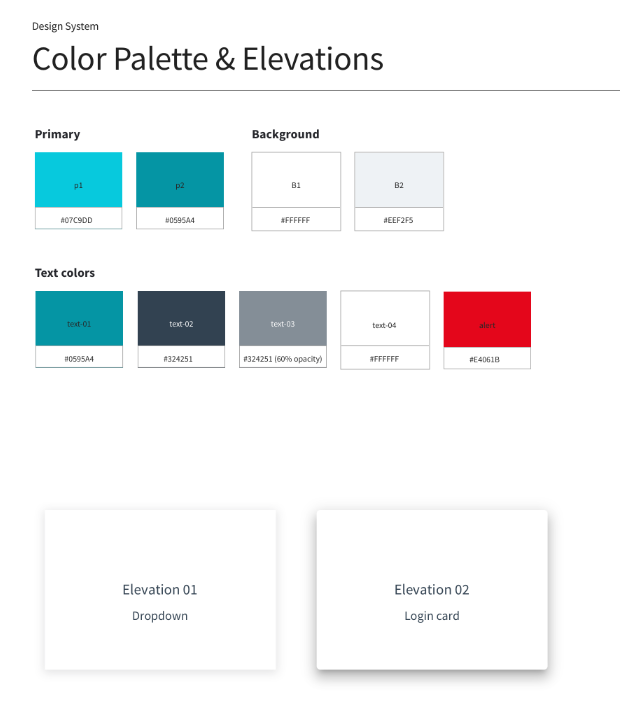 Design System
Color Palette & Elevations
Primary
Background
p1
p2
B1
B2
#07C9DD
#0595A4
#FFFFFF
#EEF2F5
Text colors
text-01
text-02
text-03
text-04
alert
#0595A4
#324251
#324251 (60% opacity)
#FFFFFF
#E4061B
Elevation 01
Dropdown
Elevation 02
Login card